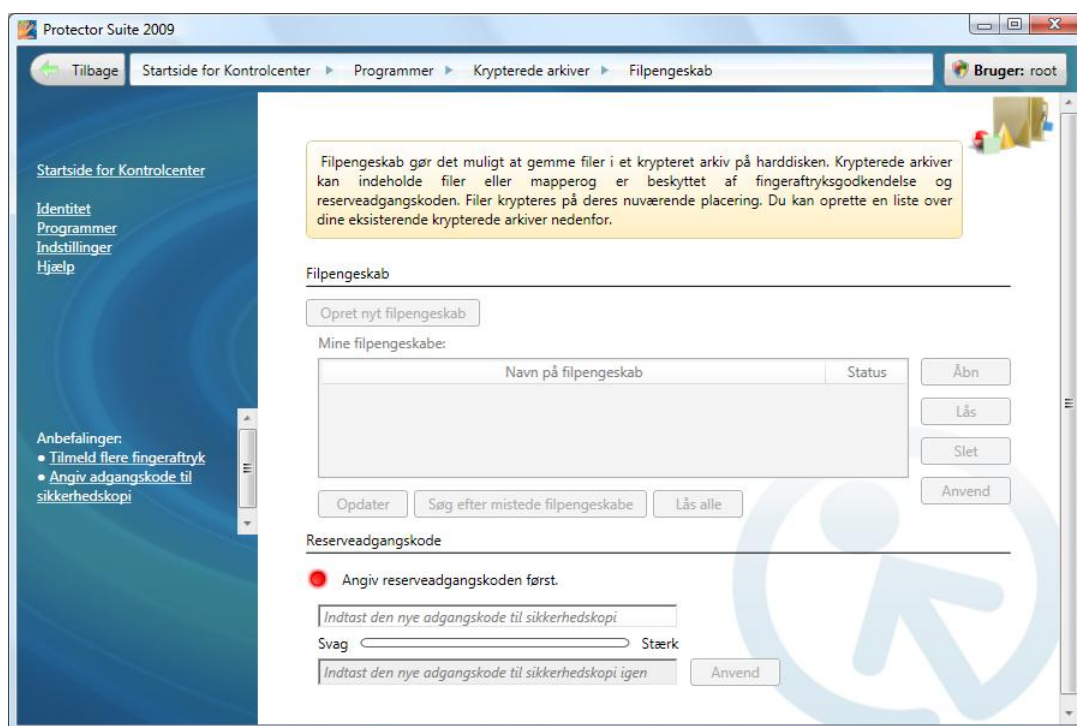 Protector Suite 2009
Tilbage
Startside for Kontrolcenter
Programmer
Krypterede arkiver
Filpengeskab
Bruger: root
Startside for Kontrolcenter
Identitet
Programmer
Indstillinger
Hjælp
Anbefalinger:
• Tilmeld flere fingeraftryk
• Angiv adgangskode til
sikkerhedskopi
Filpengeskab gør det muligt at gemme filer i et krypteret arkiv på harddisken. Krypterede arkiver
kan indeholde filer eller mapperog er beskyttet af fingeraftryksgodkendelse og
reserveadgangskoden. Filer krypteres på deres nuværende placering. Du kan oprette en liste over
dine eksisterende krypterede arkiver nedenfor.
Filpengeskab
Opret nyt filpengeskab
Mine filpengeskabe:
Navn på filpengeskab
Status
Åbn
Lås
Slet
Anvend
Opdater
Søg efter mistede filpengeskabe
Lås alle
Reserveadgangskode
Angiv reserveadgangskoden først.
Indtast den nye adgangskode til sikkerhedskopi
Svag
Stærk
Indtast den nye adgangskode til sikkerhedskopi igen
Anvend